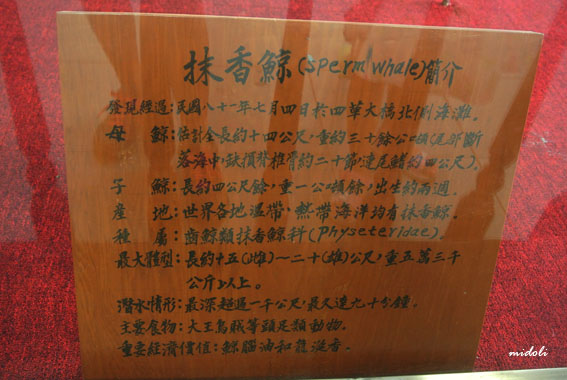 抹香鯨(sperm whale)簡介
發現經過:民國八十一年七月四日於四草大橋北側海灘。
母 鯨:估計全長約十四公尺,重約三十餘公噸(尾部斷
落海中,缺損脊椎骨約二十節,連尾鰭約四公尺)。
子 鯨:長約四公尺餘,重一公噸餘,出生約兩週。
產 地:世界各地溫帶、熱帶海洋均有抹香鯨。
種 屬:齒鯨類抹香鯨科(Physeteridae)。
最大體型:長約十五(雌)~二十(雄)公尺,重五萬三千
公斤以上。
潛水情形:最深超過一千公尺,最久達九十分鐘。
主要食物:大王烏賊等頭足類動物。
重要經濟價值:鯨腦油和龍涎香。
midoli